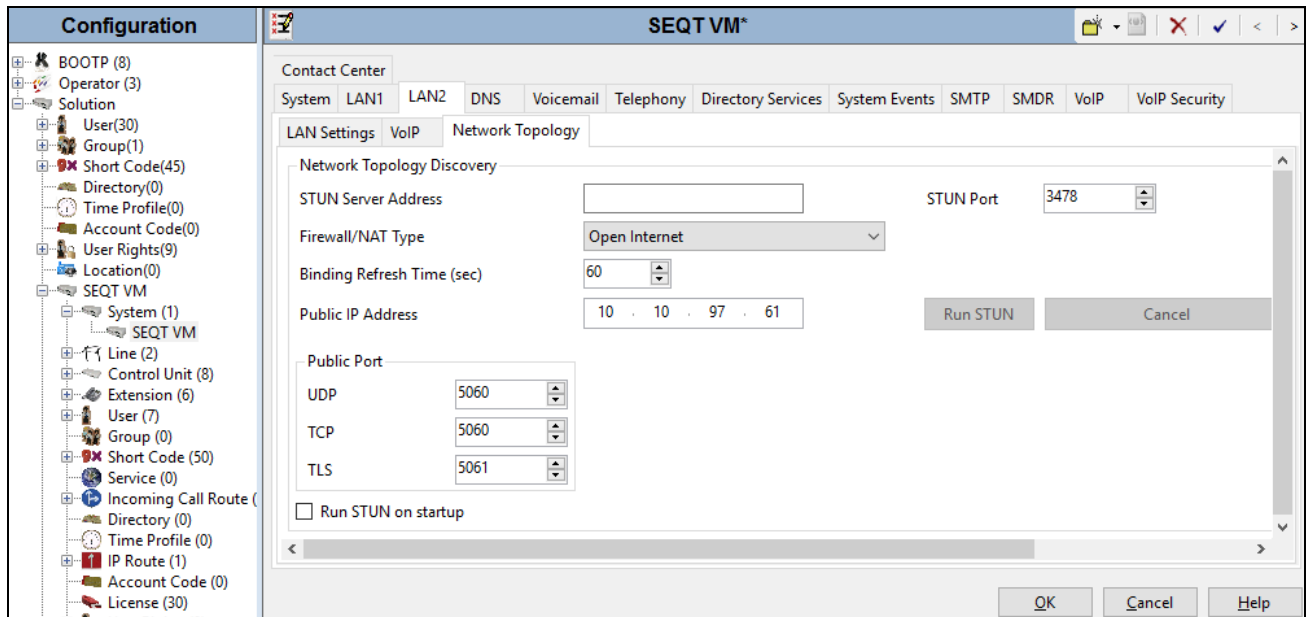 Configuration
BOOTP (8)
Operator (3)
Solution
User(30)
Group(1)
Short Code(45)
Directory(0)
Time Profile(0)
Account Code(0)
User Rights(9)
Location(0)
SEQT VM
System (1)
SEQT VM
Line (2)
Control Unit (8)
Extension (6)
User (7)
Group (0)
Short Code (50)
Service (0)
Incoming Call Route (
Directory (0)
Time Profile (0)
IP Route (1)
Account Code (0)
License (30)
SEQT VM*
Contact Center
System LAN1 LAN2 DNS Voicemail Telephony Directory Services System Events SMTP SMDR VoIP VoIP Security
LAN Settings VoIP Network Topology
Network Topology Discovery
STUN Server Address STUN Port 3478
Firewall/NAT Type Open Internet
Binding Refresh Time (sec) 60
Public IP Address 10 . 10 . 97 . 61 Run STUN Cancel
Public Port
UDP 5060
TCP 5060
TLS 5061
Run STUN on startup
OK Cancel Help